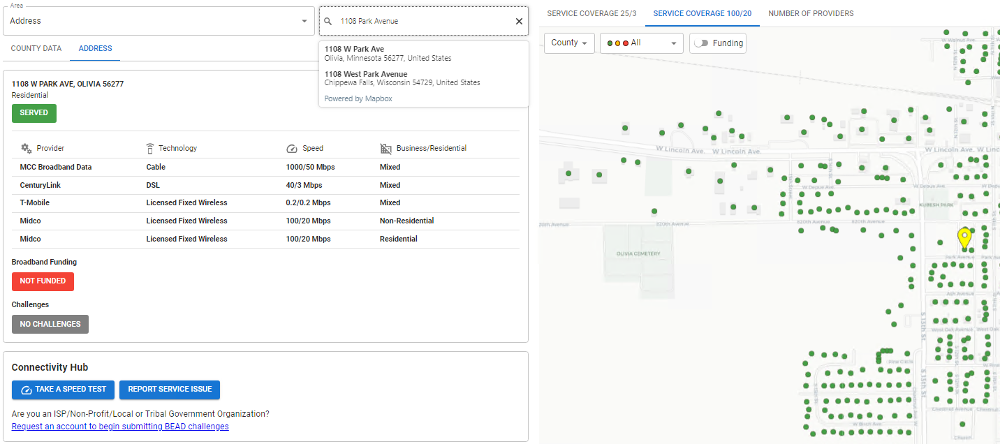 Area
Address
1108 Park Avenue
COUNTY DATA
ADDRESS
1108 W Park Ave
Olivia, Minnesota 56277, United States
1108 West Park Avenue
Chippewa Falls, Wisconsin 54729, United States
Powered by Mapbox
1108 W PARK AVE, OLIVIA 56277
Residential
SERVED
Provider Technology Speed Business/Residential
MCC Broadband Data Cable 1000/50 Mbps Mixed
CenturyLink DSL 40/3 Mbps Mixed
T-Mobile Licensed Fixed Wireless 0.2/0.2 Mbps Mixed
Midco Licensed Fixed Wireless 100/20 Mbps Non-Residential
Midco Licensed Fixed Wireless 100/20 Mbps Residential
Broadband Funding
NOT FUNDED
Challenges
NO CHALLENGES
Connectivity Hub
TAKE A SPEED TEST REPORT SERVICE ISSUE
Are you an ISP/Non-Profit/Local or Tribal Government Organization?
Request an account to begin submitting BEAD challenges
SERVICE COVERAGE 25/3 SERVICE COVERAGE 100/20 NUMBER OF PROVIDERS
County All Funding
W Walnut Ave.
W Lincoln Ave. W Lincoln Ave. W Lincoln Ave.
W Depue Ave. W Depue Ave.
KUBESH PARK
820th Avenue 820th Avenue
OLIVIA CEMETERY
Park Avenue
Ash Avenue
S 13th St.
West Oak Avenue West Oak
S 15th St. S 15th St.
W Birch Ave.
Chestnut Avenue Chestnut
Church